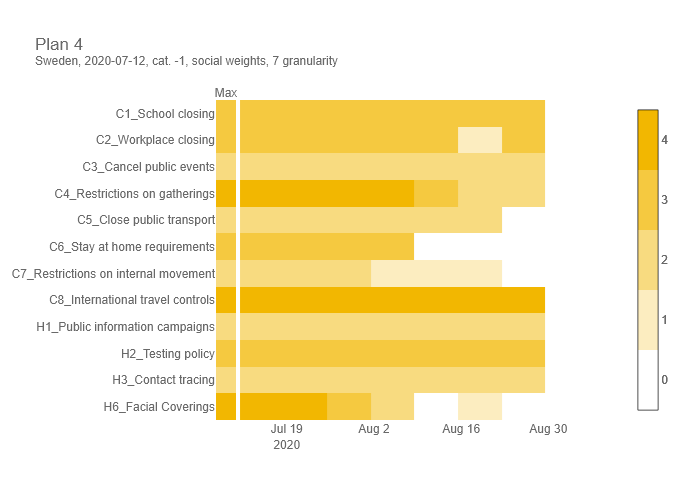 Plan 4
Sweden, 2020-07-12, cat. -1, social weights, 7 granularity
Max
C1_School closing
C2_Workplace closing
C3_Cancel public events
C4_Restrictions on gatherings
C5_Close public transport
C6_Stay at home requirements
C7_Restrictions on internal movement
C8_International travel controls
H1_Public information campaigns
H2_Testing policy
H3_Contact tracing
H6_Facial Coverings
Jul 19 Aug 2 Aug 16 Aug 30
2020
4
3
2
1
0